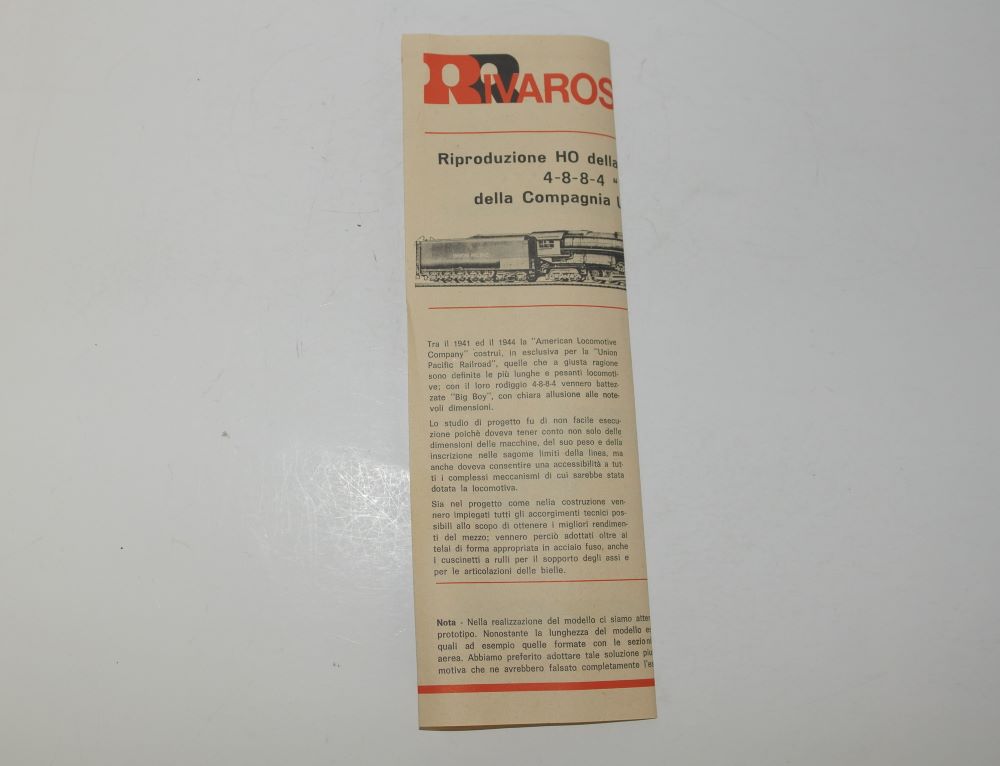 RIVAROS
Riproduzione HO della
4-8-8-4 "
della Compagnia U
UNION PACIFIC
Tra il 1941 ed il 1944 la "American Locomotive
Company" costruì, in esclusiva per la "Union
Pacific Railroad", quelle che a giusta ragione
sono definite le più lunghe e pesanti locomoti-
ve; con il loro rodiggio 4-8-8-4 vennero battez-
zate "Big Boy", con chiara allusione alle note-
voli dimensioni.
Lo studio di progetto fu di non facile esecu-
zione poichè doveva tener conto non solo delle
dimensioni delle macchine, del suo peso e della
inscrizione nelle sagome limiti della linea, ma
anche doveva consentire una accessibilità a tut-
ti i complessi meccanismi di cui sarebbe stata
dotata la locomotiva.
Sia nel progetto come nella costruzione ven-
nero impiegati tutti gli accorgimenti tecnici pos-
sibili allo scopo di ottenere i migliori rendimen-
ti del mezzo; vennero perciò adottati oltre ai
telai di forma appropriata in acciaio fuso, anche
i cuscinetti a rulli per il supporto degli assi e
per le articolazioni delle bielle.
Nota - Nella realizzazione del modello ci siamo atte
prototipo. Nonostante la lunghezza del modello e
quali ad esempio quelle formate con le sezioni
aerea. Abbiamo preferito adottare tale soluzione piu
motiva che ne avrebbero falsato completamente l'es